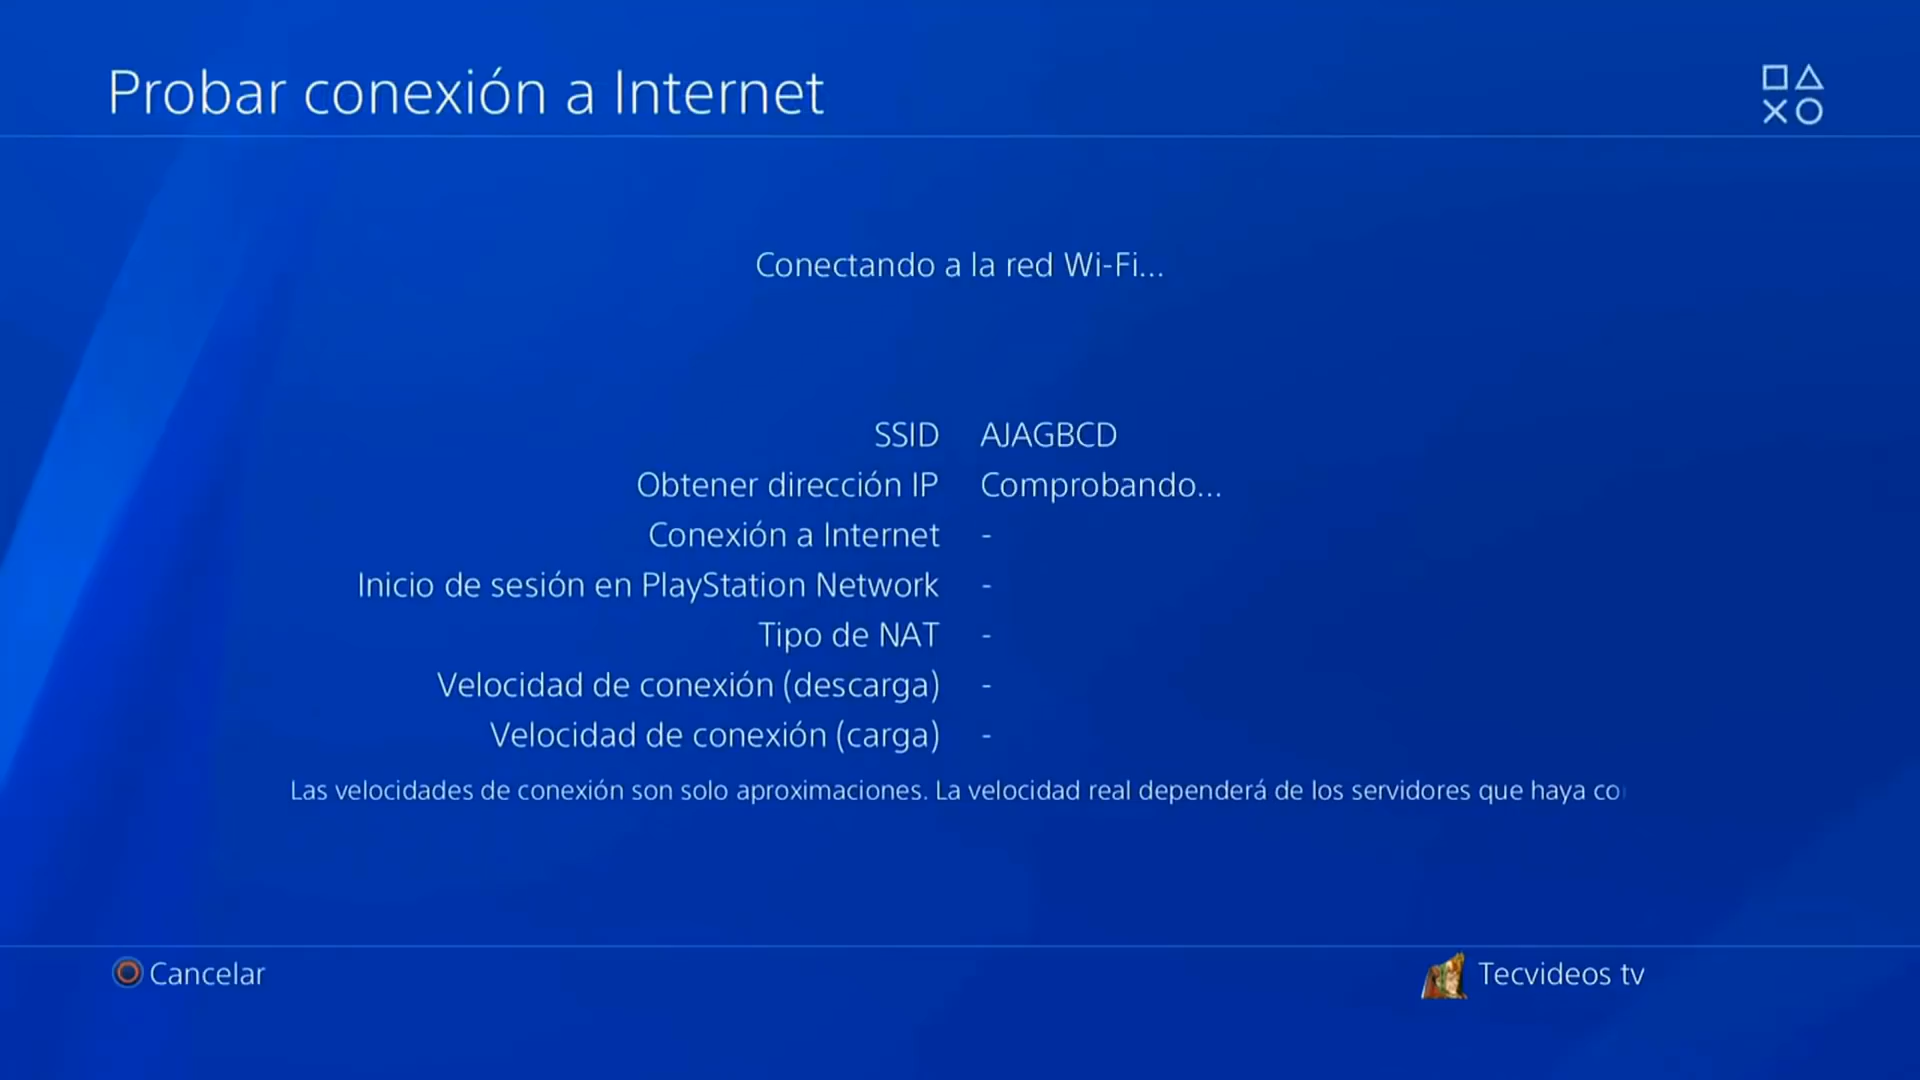 Probar conexión a Internet
Conectando a la red Wi-Fi...
SSID AJAGBCD
Obtener dirección IP Comprobando...
Conexión a Internet -
Inicio de sesión en PlayStation Network -
Tipo de NAT -
Velocidad de conexión (descarga) -
Velocidad de conexión (carga) -
Las velocidades de conexión son solo aproximaciones. La velocidad real dependerá de los servidores que haya co
Cancelar
Tecvideos tv